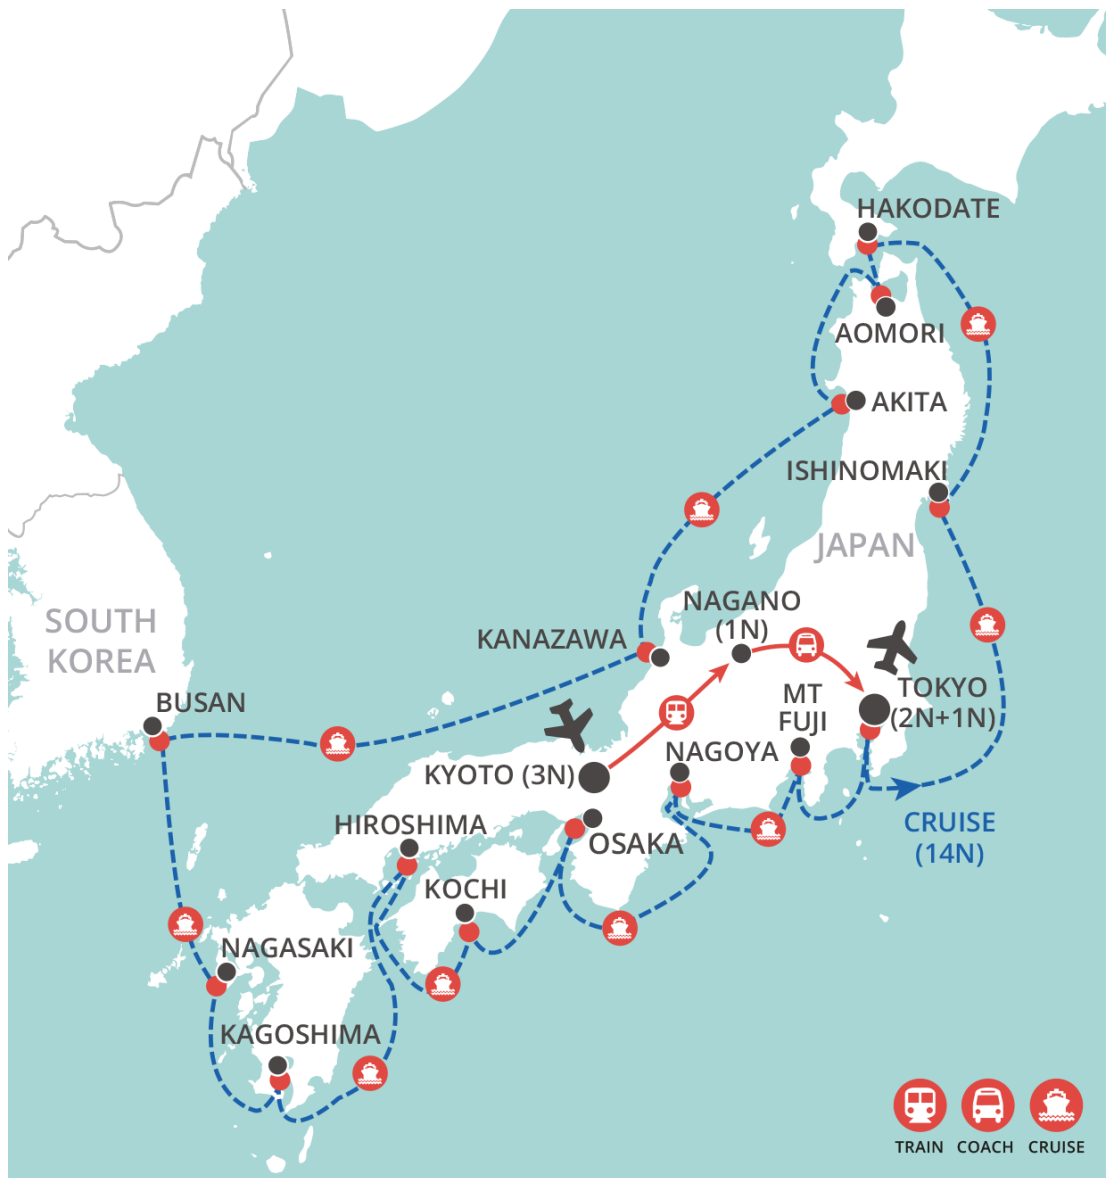 HAKODATE
AOMORI
AKITA
ISHINOMAKI
JAPAN
NAGANO
(1N)
SOUTH
KOREA
KANAZAWA
BUSAN
MT
FUJI
TOKYO
(2N+1N)
NAGOYA
KYOTO (3N)
HIROSHIMA
OSAKA
CRUISE
(14N)
KOCHI
NAGASAKI
KAGOSHIMA
TRAIN
COACH
CRUISE